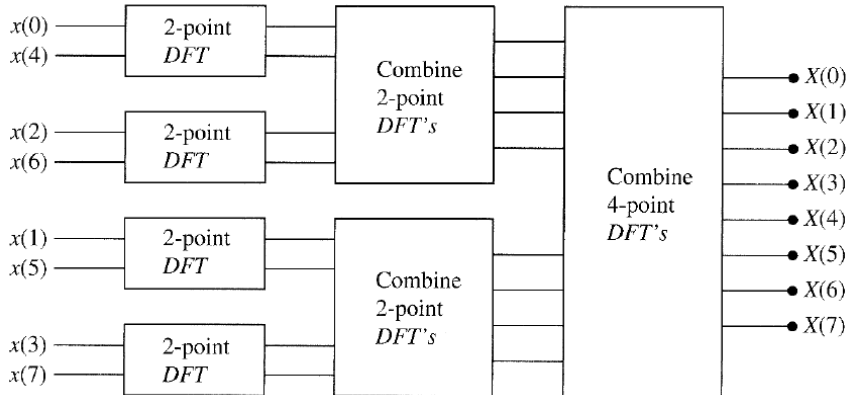 x(0)
x(4)
2-point
DFT
x(2)
x(6)
2-point
DFT
Combine
2-point
DFT's
x(1)
x(5)
2-point
DFT
x(3)
x(7)
2-point
DFT
Combine
2-point
DFT's
Combine
4-point
DFT's
X(0)
X(1)
X(2)
X(3)
X(4)
X(5)
X(6)
X(7)